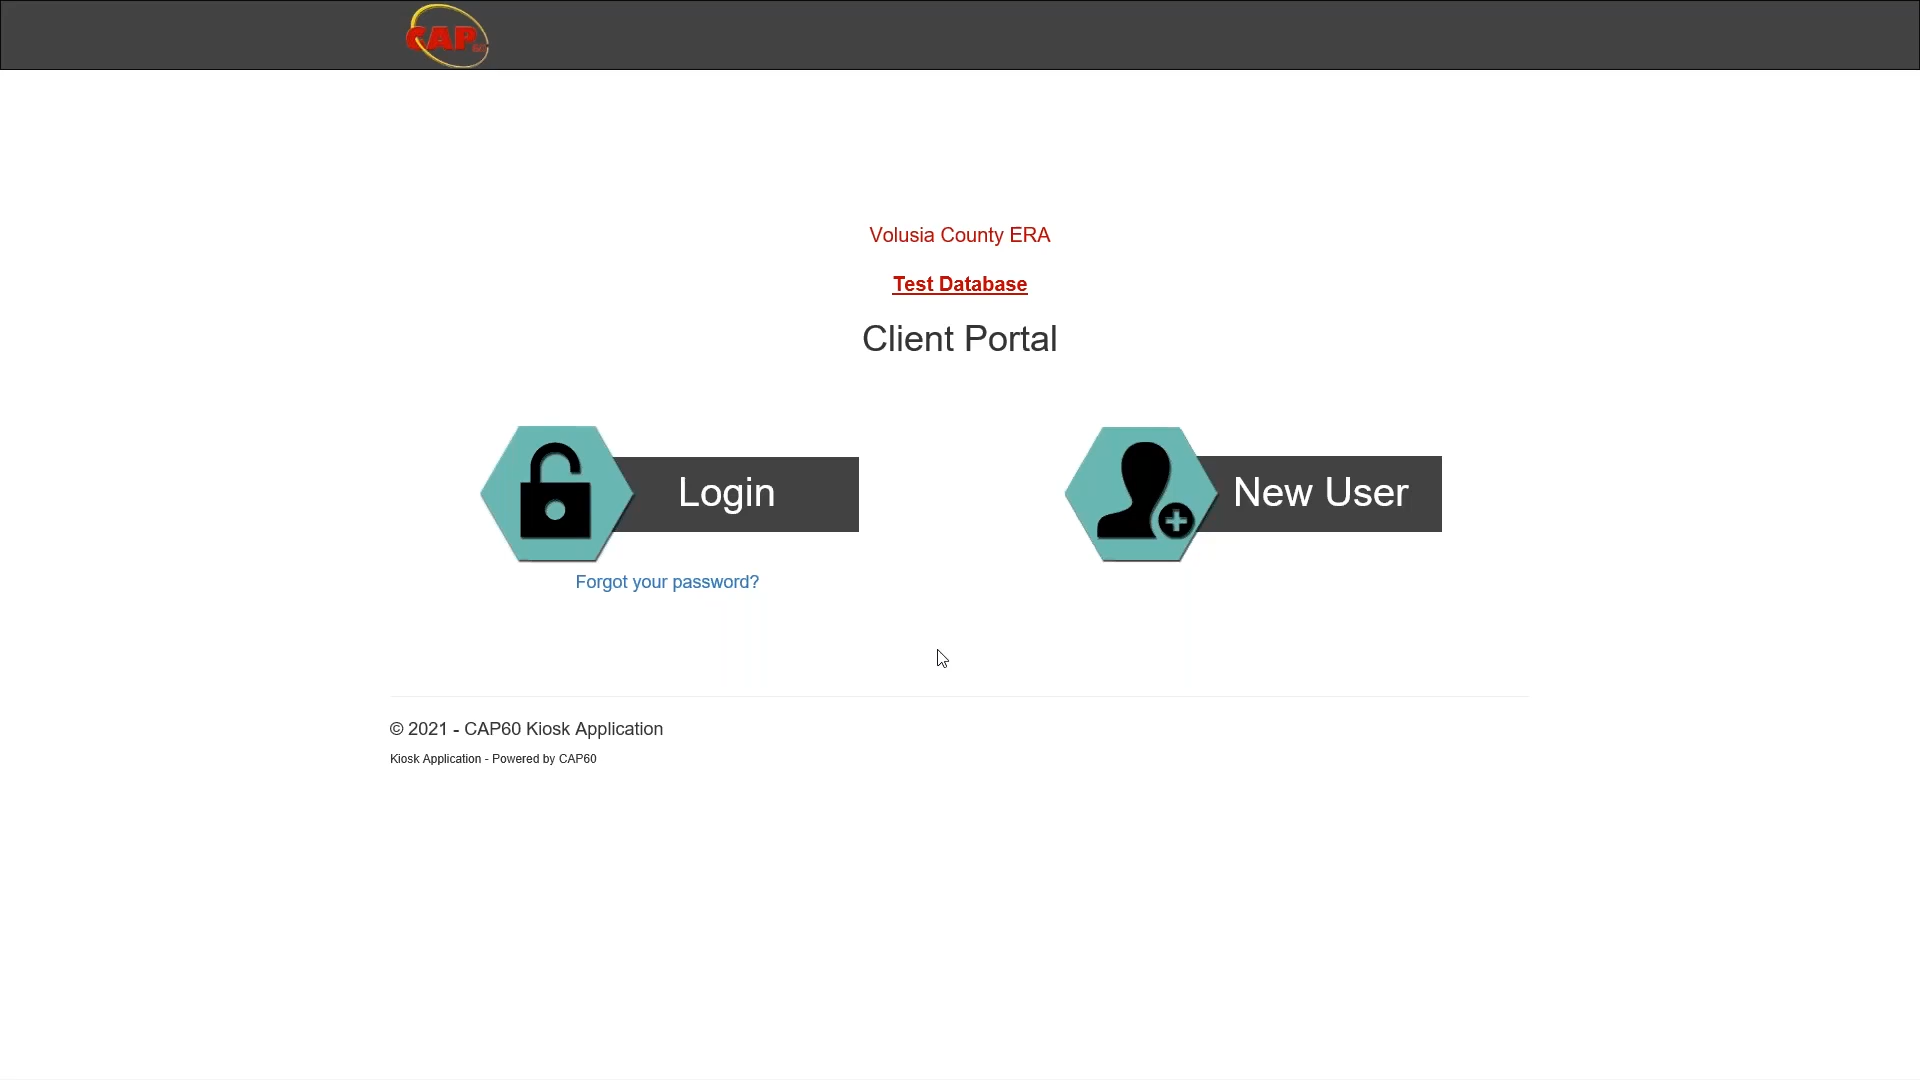 CAP
Volusia County ERA
Test Database
Client Portal
Login
New User
Forgot your password?
© 2021 - CAP60 Kiosk Application
Kiosk Application - Powered by CAP60